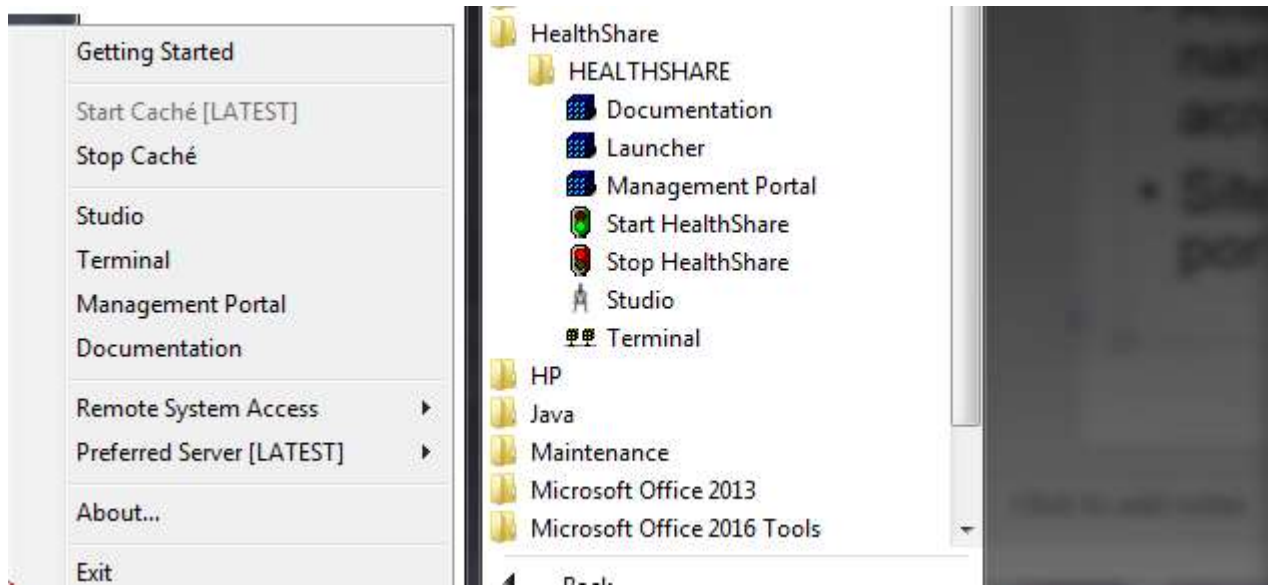 Getting Started
Start Caché [LATEST]
Stop Caché
Studio
Terminal
Management Portal
Documentation
Remote System Access
Preferred Server [LATEST]
About...
Exit
HealthShare
HEALTHSHARE
Documentation
Launcher
Management Portal
Start HealthShare
Stop HealthShare
Studio
Terminal
HP
Java
Maintenance
Microsoft Office 2013
Microsoft Office 2016 Tools
Back